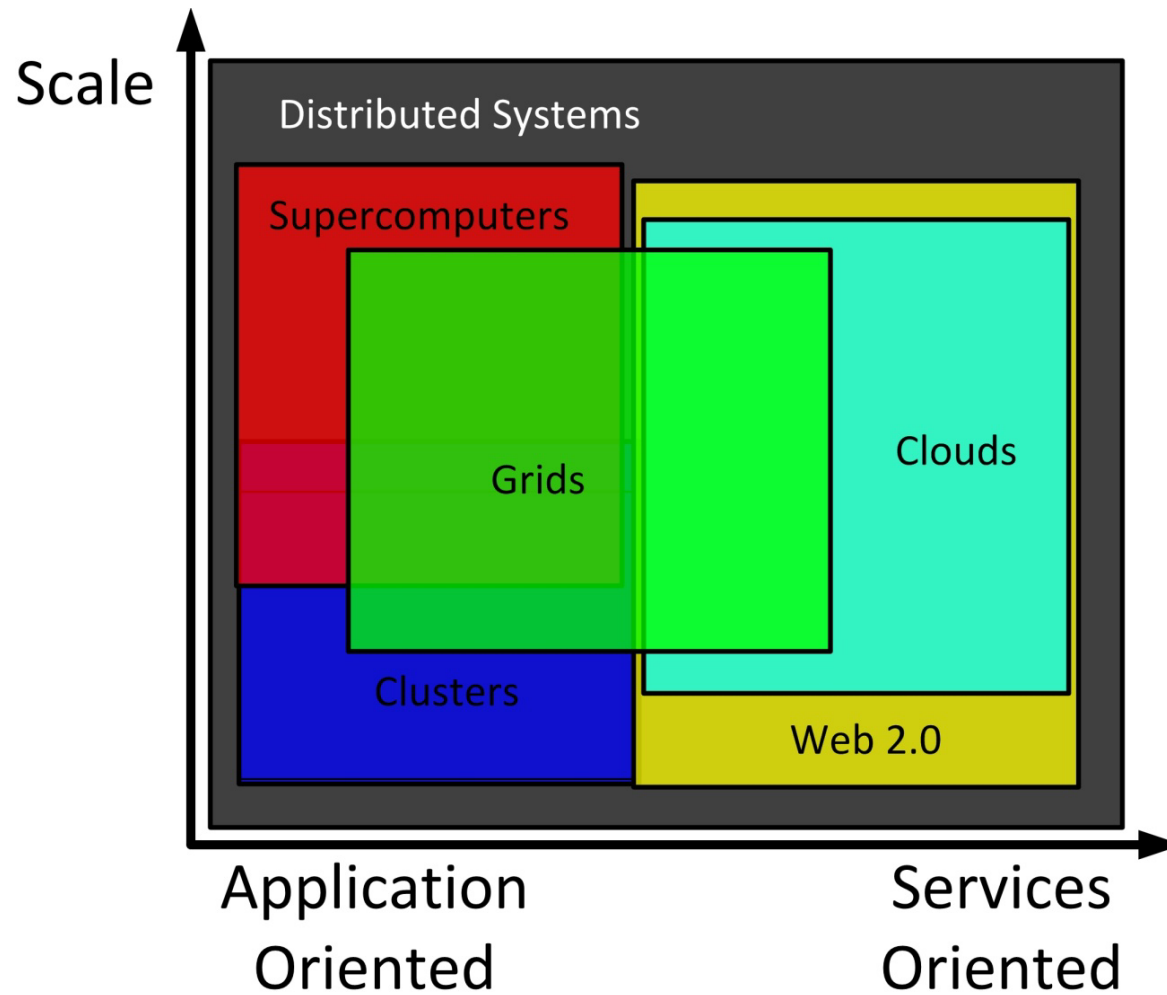 Scale
Distributed Systems
Supercomputers
Grids
Clouds
Clusters
Web 2.0
Application
Oriented
Services
Oriented